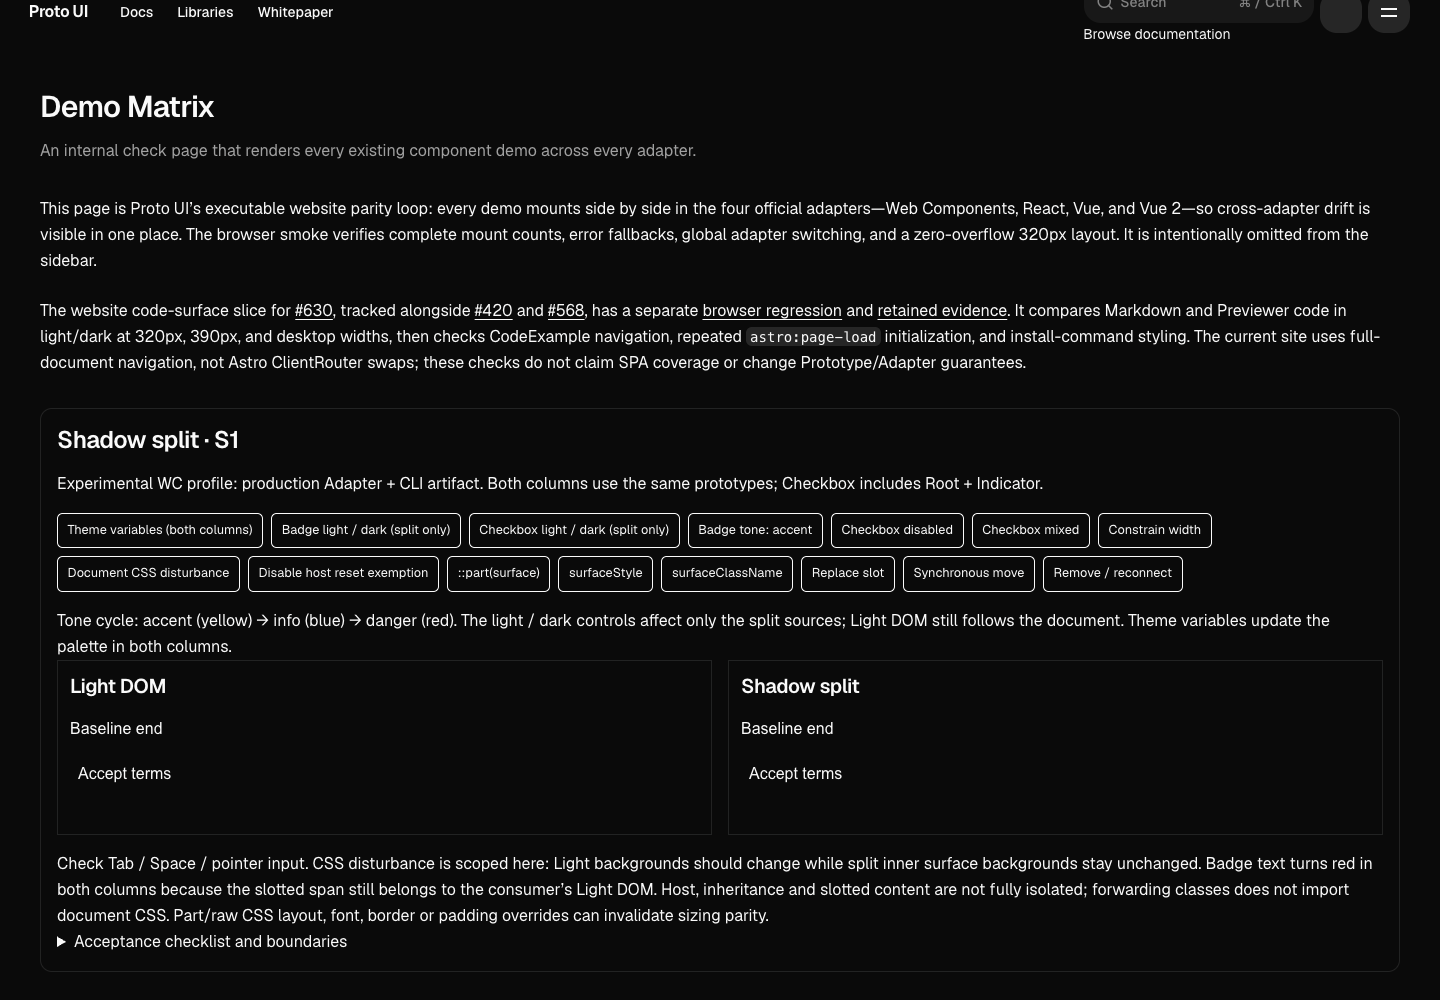 Proto UI Docs Libraries Whitepaper Search ⌘ / Ctrl K
Browse documentation
Demo Matrix
An internal check page that renders every existing component demo across every adapter.
This page is Proto UI’s executable website parity loop: every demo mounts side by side in the four official adapters—Web Components, React, Vue, and Vue 2—so cross-adapter drift is
visible in one place. The browser smoke verifies complete mount counts, error fallbacks, global adapter switching, and a zero-overflow 320px layout. It is intentionally omitted from the
sidebar.
The website code-surface slice for #630, tracked alongside #420 and #568, has a separate browser regression and retained evidence. It compares Markdown and Previewer code in
light/dark at 320px, 390px, and desktop widths, then checks CodeExample navigation, repeated astro:page-load initialization, and install-command styling. The current site uses full-
document navigation, not Astro ClientRouter swaps; these checks do not claim SPA coverage or change Prototype/Adapter guarantees.
Shadow split · S1
Experimental WC profile: production Adapter + CLI artifact. Both columns use the same prototypes; Checkbox includes Root + Indicator.
Theme variables (both columns) Badge light / dark (split only) Checkbox light / dark (split only) Badge tone: accent Checkbox disabled Checkbox mixed Constrain width
Document CSS disturbance Disable host reset exemption ::part(surface) surfaceStyle surfaceClassName Replace slot Synchronous move Remove / reconnect
Tone cycle: accent (yellow) → info (blue) → danger (red). The light / dark controls affect only the split sources; Light DOM still follows the document. Theme variables update the
palette in both columns.
Light DOM
Baseline end
Accept terms
Shadow split
Baseline end
Accept terms
Check Tab / Space / pointer input. CSS disturbance is scoped here: Light backgrounds should change while split inner surface backgrounds stay unchanged. Badge text turns red in
both columns because the slotted span still belongs to the consumer’s Light DOM. Host, inheritance and slotted content are not fully isolated; forwarding classes does not import
document CSS. Part/raw CSS layout, font, border or padding overrides can invalidate sizing parity.
Acceptance checklist and boundaries